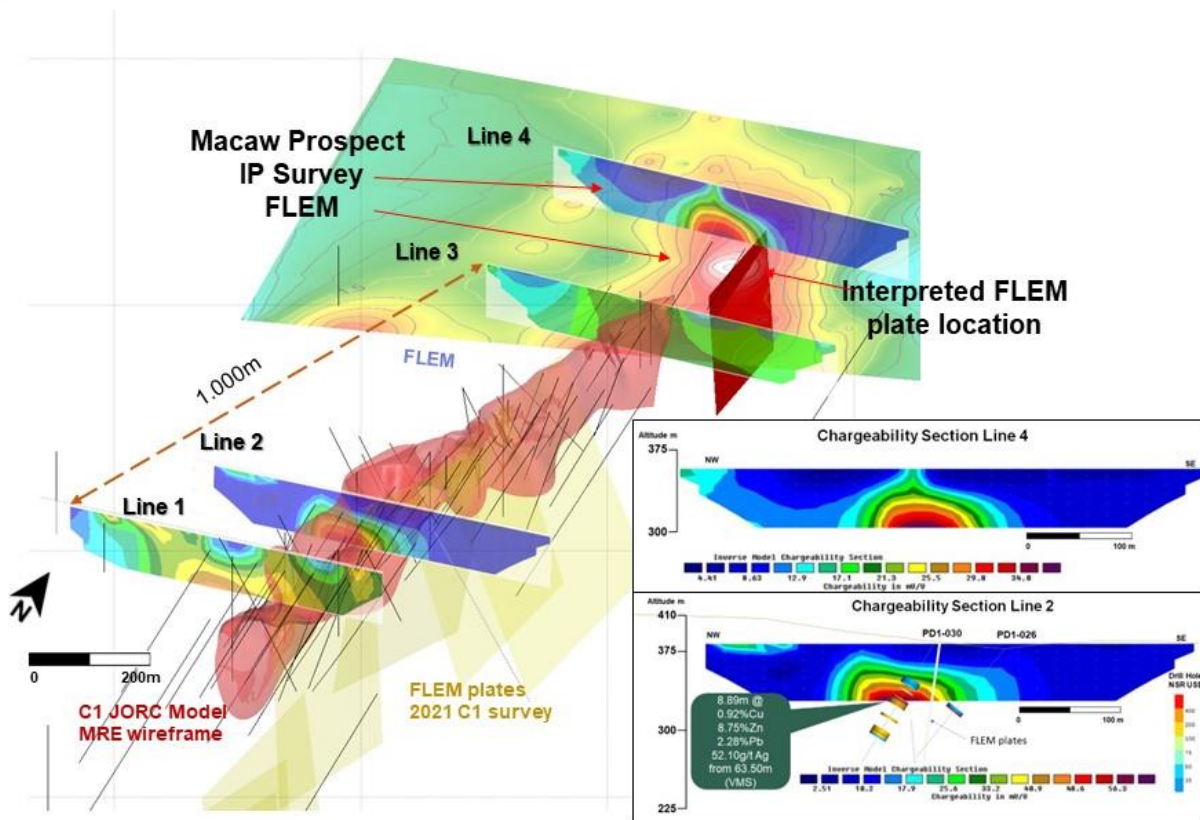 Macaw Prospect
IP Survey
FLEM
Line 4
Line 3
15
Interpreted FLEM
plate location
FLEM
1.000m
Line 2
Line 1
N
0 200m
C1 JORC Model
MRE wireframe
FLEM plates
2021 C1 survey
Chargeability Section Line 4
Altitude m
375
NW
SE
300
0 100 m
Inverse Model Chargeability Section
4.41 8.63 12.9 17.1 21.3 25.5 29.8 34.0
Chargeability in mV/V
Chargeability Section Line 2
Altitude m
410
PD1-030 PD1-026
NW
SE
375
Drill Hole
NSR US
8.89m @
0.92%Cu
8.75%Zn
2.28%Pb
52.10g/t Ag
from 63.50m
(VMS)
300
0 100 m
FLEM plates
Inverse Model Chargeability Section
2.51 10.2 17.9 25.6 33.2 40.9 48.6 56.3
Chargeability in mV/V
225